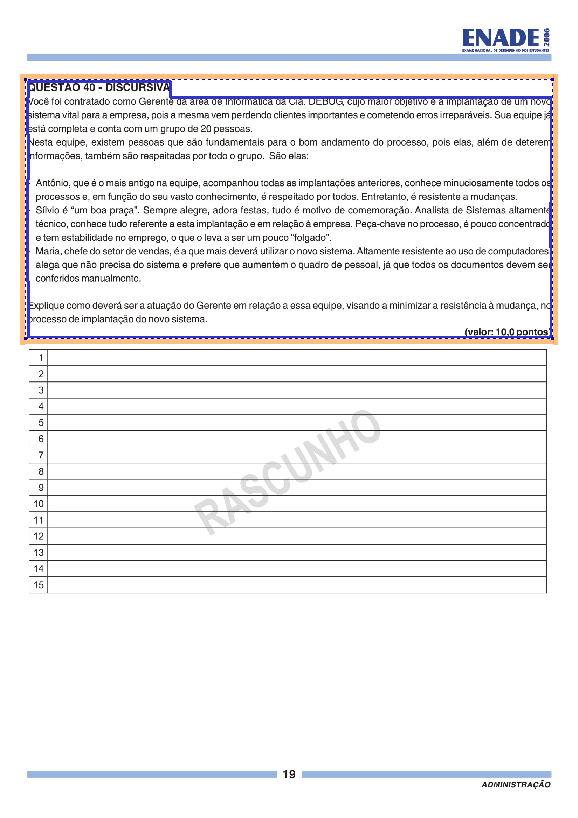 ENADE 2006
EXAME NACIONAL DE DESEMPENHO DOS ESTUDANTES
QUESTÃO 40 - DISCURSIVA
Você foi contratado como Gerente da área de Informática da Cia. DEBUG, cujo maior objetivo é a implantação de um novo
sistema vital para a empresa, pois a mesma vem perdendo clientes importantes e cometendo erros irreparáveis. Sua equipe já
está completa e conta com um grupo de 20 pessoas.
Nesta equipe, existem pessoas que são fundamentais para o bom andamento do processo, pois elas, além de deterem
informações, também são respeitadas por todo o grupo. São elas:
- Antônio, que é o mais antigo na equipe, acompanhou todas as implantações anteriores, conhece minuciosamente todos os
processos e, em função do seu vasto conhecimento, é respeitado por todos. Entretanto, é resistente a mudanças.
- Sílvio é "um boa praça". Sempre alegre, adora festas, tudo é motivo de comemoração. Analista de Sistemas altamente
técnico, conhece tudo referente a esta implantação e em relação à empresa. Peça-chave no processo, é pouco concentrado
e tem estabilidade no emprego, o que o leva a ser um pouco "folgado".
- Maria, chefe do setor de vendas, é a que mais deverá utilizar o novo sistema. Altamente resistente ao uso de computadores,
alega que não precisa do sistema e prefere que aumentem o quadro de pessoal, já que todos os documentos devem ser
conferidos manualmente.
Explique como deverá ser a atuação do Gerente em relação a essa equipe, visando a minimizar a resistência à mudança, no
processo de implantação do novo sistema.
(valor: 10,0 pontos)
1
2
3
4
5
6
7
8
9
10
11
12
13
14
15
RASCUNHO
19
ADMINISTRAÇÃO